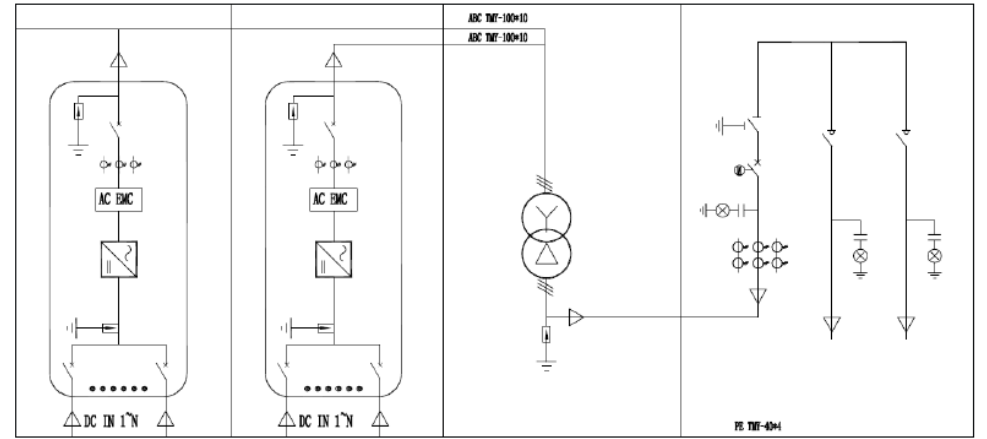 ABC TMY-100*10
ABC TMY-100*10
AC EMC
AC EMC
DC IN 1~N
DC IN 1~N
PE TMY-40*4